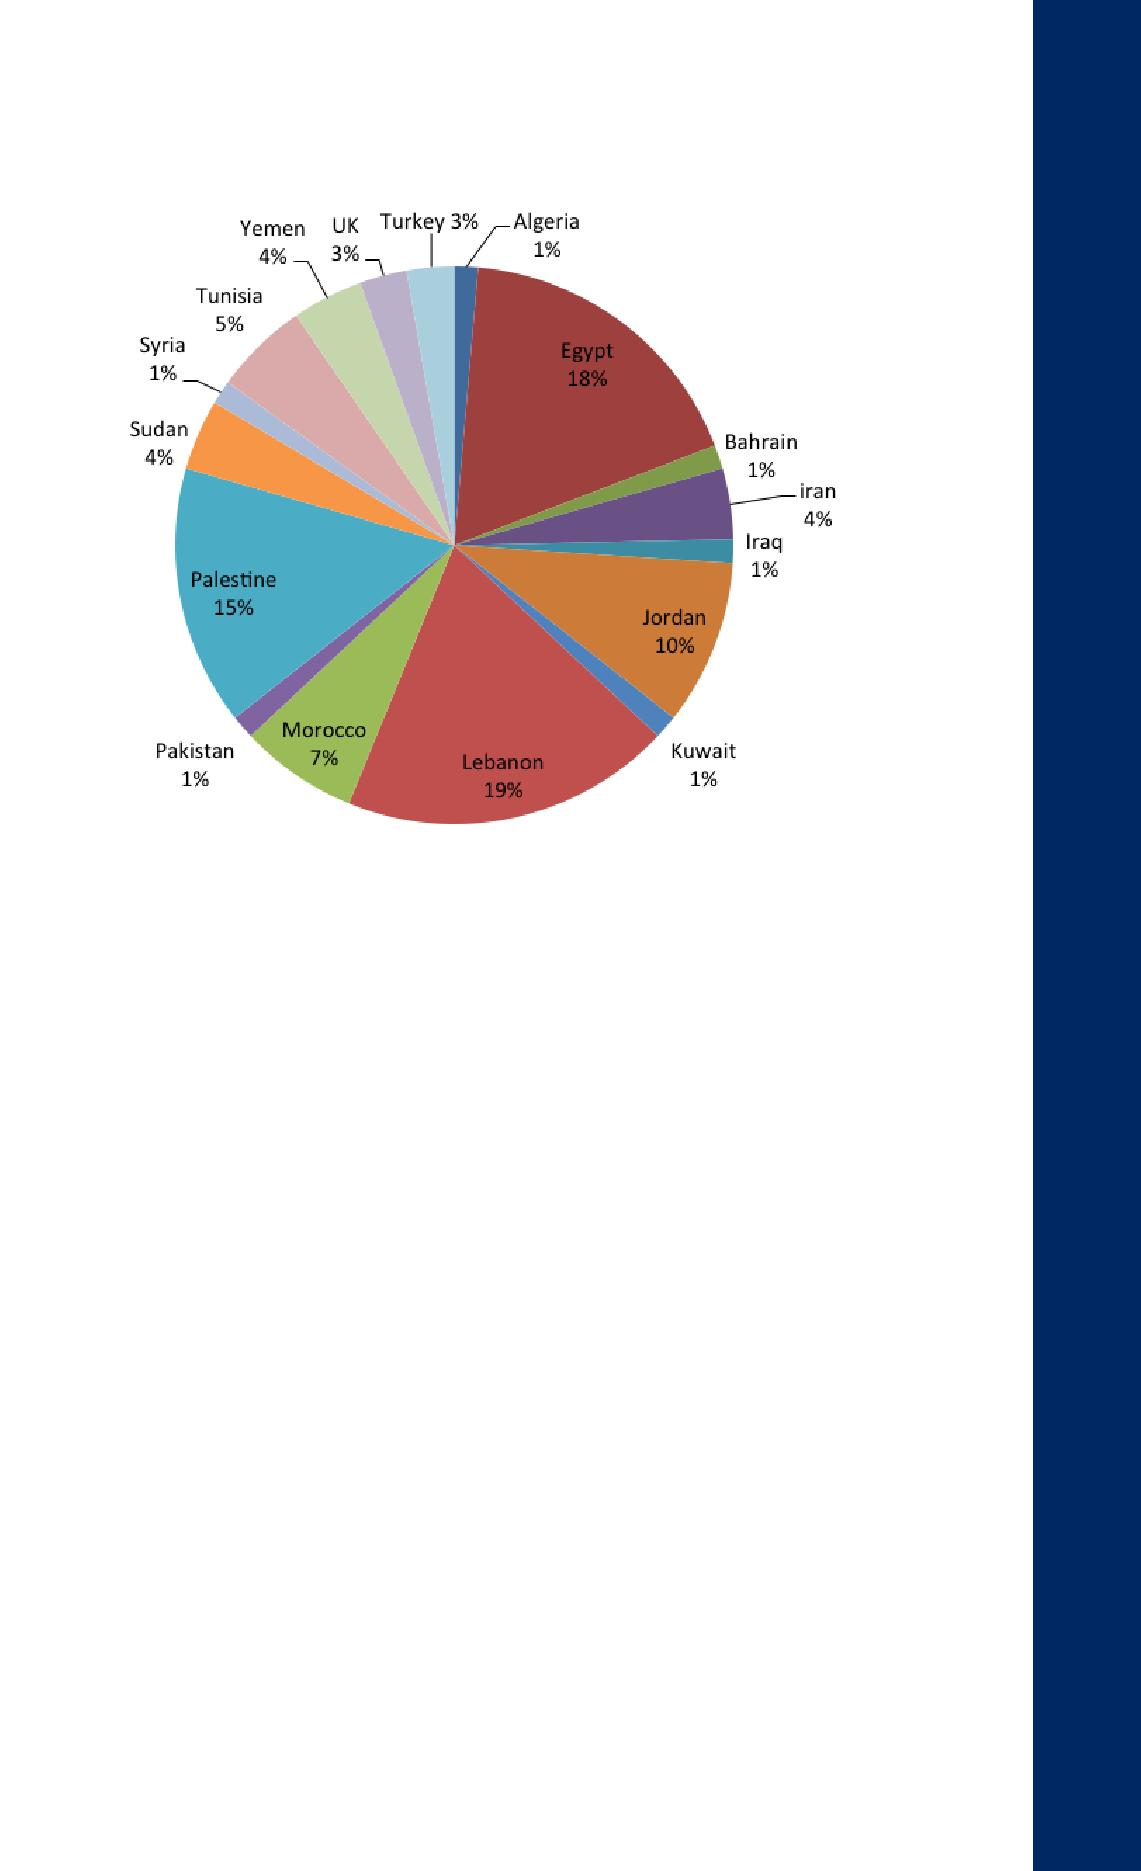 Turkey 3%
Algeria
1%
Egypt
18%
Bahrain
1%
iran
4%
Iraq
1%
Jordan
10%
Kuwait
1%
Lebanon
19%
Morocco
7%
Pakistan
1%
Palestine
15%
Sudan
4%
Syria
1%
Tunisia
5%
Yemen
4%
UK
3%